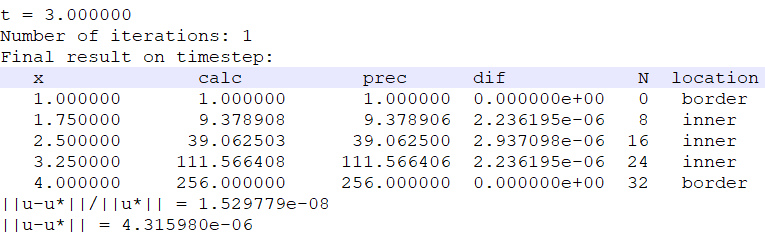 t = 3.000000
Number of iterations: 1
Final result on timestep:
x calc prec dif N location
1.000000 1.000000 1.000000 0.000000e+00 0 border
1.750000 9.378908 9.378906 2.236195e-06 8 inner
2.500000 39.062503 39.062500 2.937098e-06 16 inner
3.250000 111.566408 111.566406 2.236195e-06 24 inner
4.000000 256.000000 256.000000 0.000000e+00 32 border
||u-u*||/||u*|| = 1.529779e-08
||u-u*|| = 4.315980e-06